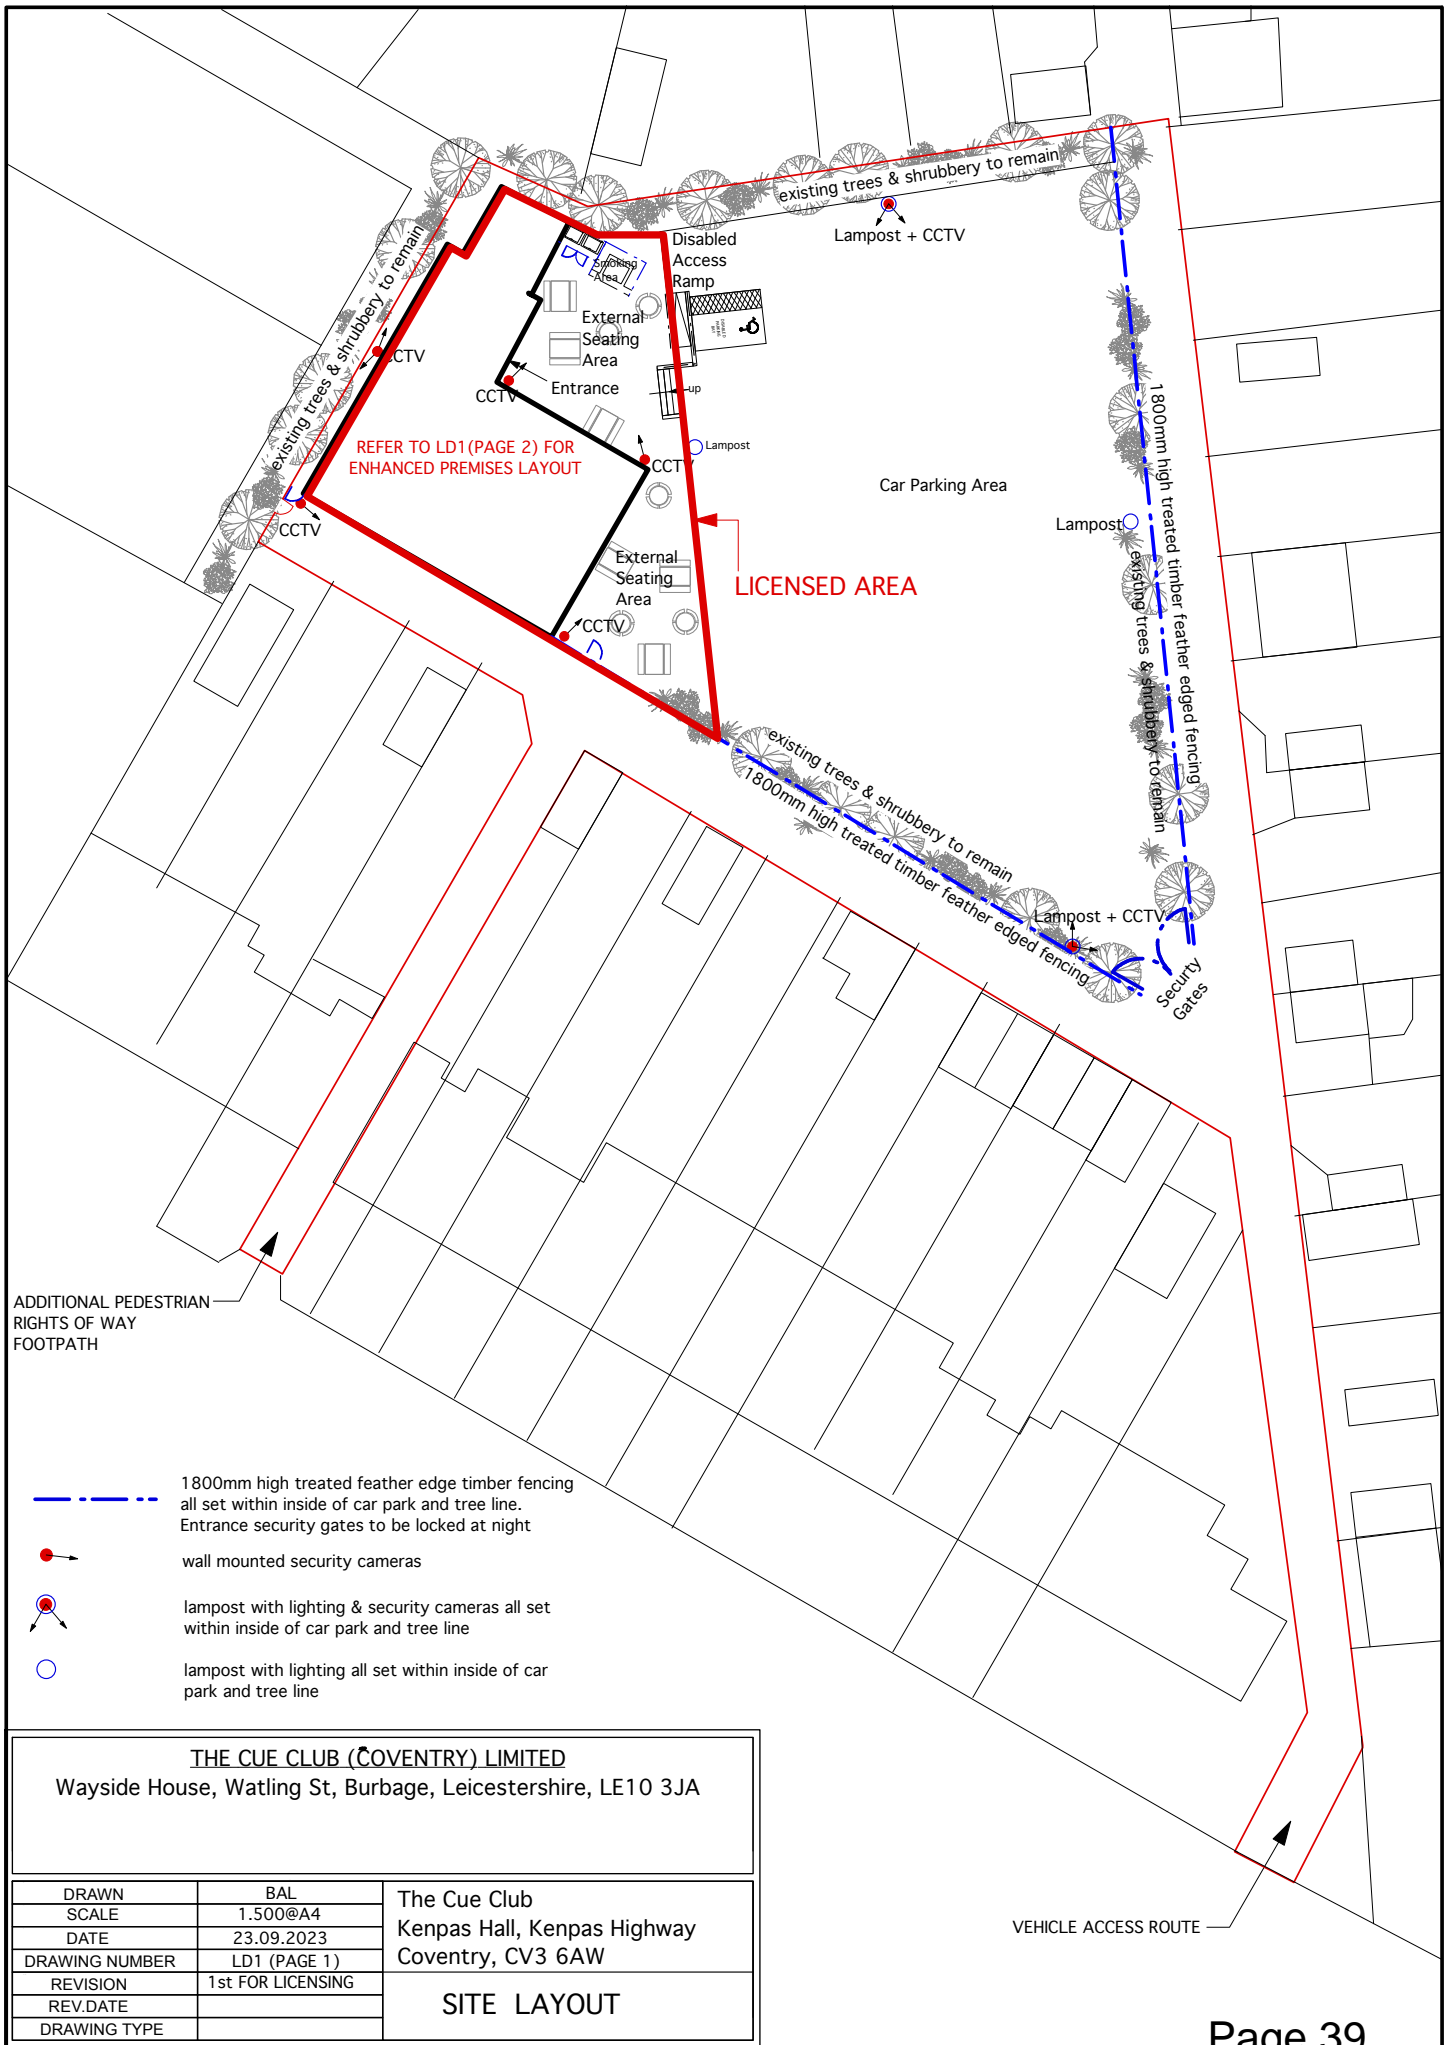 existing trees & shrubbery to remain
Lampost + CCTV
Disabled
Access
Ramp
Smoking
Area
existing trees & shrubbery to remain
External
Seating
Area
CCTV
Entrance
CCTV
up
REFER TO LD1(PAGE 2) FOR
ENHANCED PREMISES LAYOUT
CCTV
Lampost
1800mm high treated timber feather edged fencing
existing trees & shrubbery to remain
Car Parking Area
Lampost
CCTV
External
Seating
Area
LICENSED AREA
CCTV
existing trees & shrubbery to remain
1800mm high treated timber feather edged fencing
Lampost + CCTV
Securty
Gates
ADDITIONAL PEDESTRIAN
RIGHTS OF WAY
FOOTPATH
1800mm high treated feather edge timber fencing
all set within inside of car park and tree line.
Entrance security gates to be locked at night
wall mounted security cameras
lampost with lighting & security cameras all set
within inside of car park and tree line
lampost with lighting all set within inside of car
park and tree line
THE CUE CLUB (COVENTRY) LIMITED
Wayside House, Watling St, Burbage, Leicestershire, LE10 3JA
DRAWN BAL
SCALE 1.500@A4
DATE 23.09.2023
DRAWING NUMBER LD1 (PAGE 1)
REVISION 1st FOR LICENSING
REV.DATE
DRAWING TYPE
The Cue Club
Kenpas Hall, Kenpas Highway
Coventry, CV3 6AW
SITE LAYOUT
VEHICLE ACCESS ROUTE
Page 39